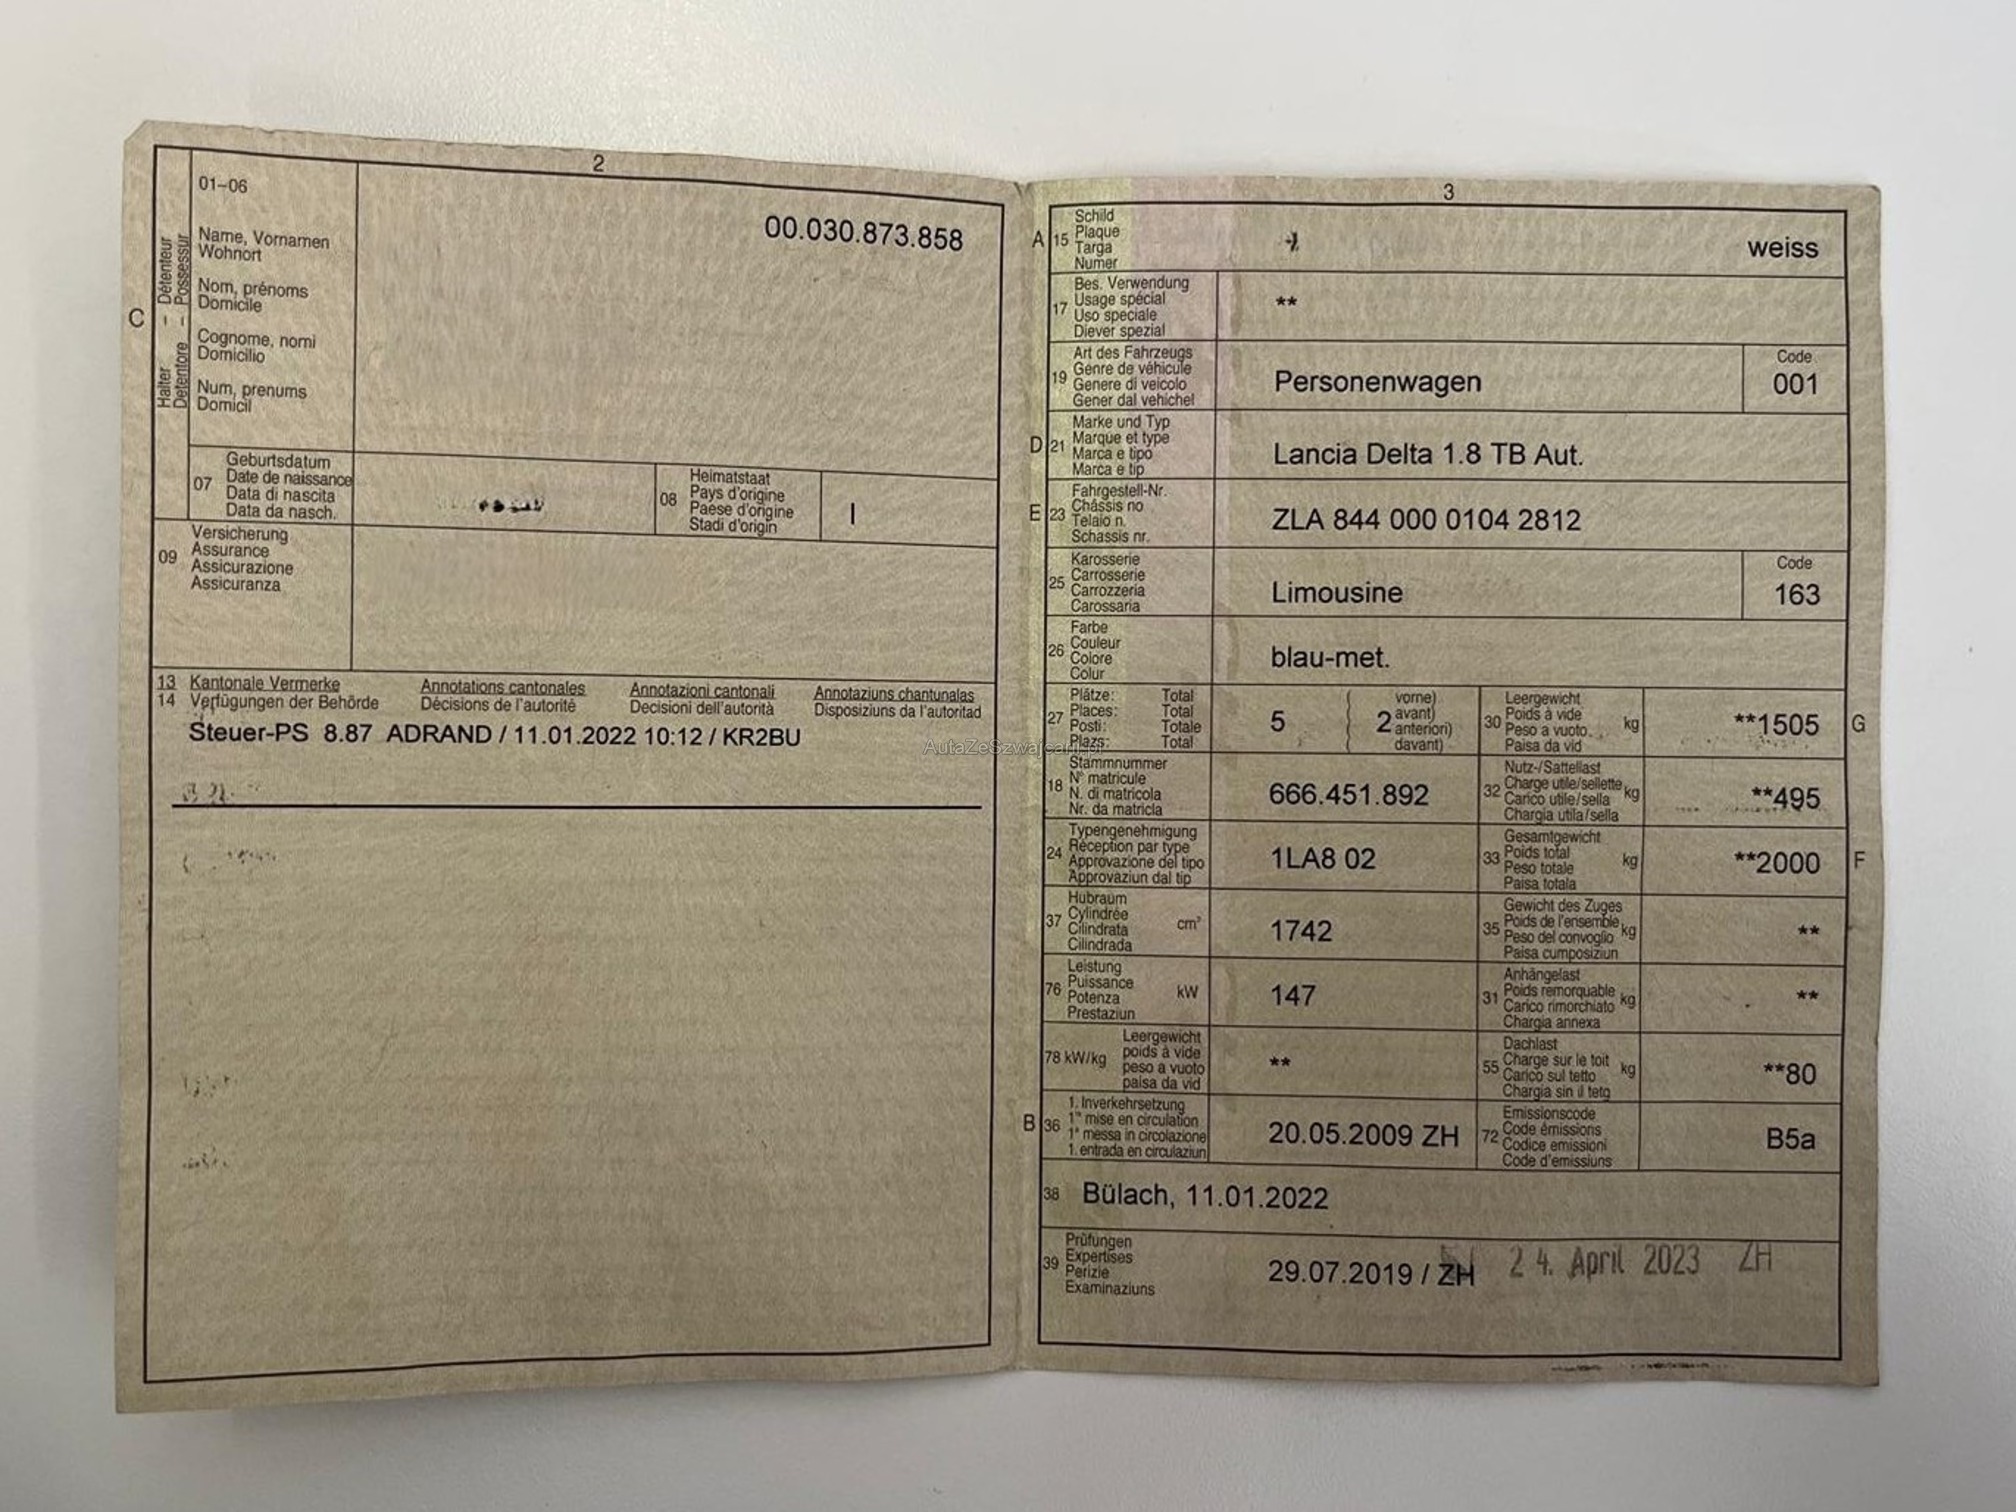 2
01–06
00.030.873.858
C
Halter – Détenteur
Detentore – Possessur
Name, Vornamen
Wohnort
Nom, prénoms
Domicile
Cognome, nomi
Domicilio
Num, prenums
Domicil
07
Geburtsdatum
Date de naissance
Data di nascita
Data da nasch.
08
Heimatstaat
Pays d'origine
Paese d'origine
Stadi d'origin
I
09
Versicherung
Assurance
Assicurazione
Assicuranza
13 Kantonale Vermerke Annotations cantonales Annotazioni cantonali Annotaziuns chantunalas
14 Verfügungen der Behörde Décisions de l'autorité Decisioni dell'autorità Disposiziuns da l'autoritad
Steuer-PS 8.87 ADRAND / 11.01.2022 10:12 / KR2BU
AutaZeSzwajcarii.pl
3
A 15
Schild
Plaque
Targa
Numer
weiss
17
Bes. Verwendung
Usage spécial
Uso speciale
Diever spezial
**
19
Art des Fahrzeugs
Genre de véhicule
Genere di veicolo
Gener dal vehichel
Personenwagen
Code
001
D 21
Marke und Typ
Marque et type
Marca e tipo
Marca e tip
Lancia Delta 1.8 TB Aut.
E 23
Fahrgestell-Nr.
Châssis no
Telaio n.
Schassis nr.
ZLA 844 000 0104 2812
25
Karosserie
Carrosserie
Carrozzeria
Carossaria
Limousine
Code
163
26
Farbe
Couleur
Colore
Colur
blau-met.
27
Plätze: Total
Places: Total
Posti: Totale
Plazs: Total
5
2
vorne)
avant)
anteriori)
davant)
30
Leergewicht
Poids à vide
Peso a vuoto
Paisa da vid
kg
**1505
G
18
Stammnummer
N° matricule
N. di matricola
Nr. da matricla
666.451.892
32
Nutz-/Sattellast
Charge utile/sellette
Carico utile/sella
Chargia utila/sella
kg
**495
24
Typengenehmigung
Réception par type
Approvazione del tipo
Approvaziun dal tip
1LA8 02
33
Gesamtgewicht
Poids total
Peso totale
Paisa totala
kg
**2000
F
37
Hubraum
Cylindrée
Cilindrata
Cilindrada
cm³
1742
35
Gewicht des Zuges
Poids de l'ensemble
Peso del convoglio
Paisa cumposiziun
kg
**
76
Leistung
Puissance
Potenza
Prestaziun
kW
147
31
Anhängelast
Poids remorquable
Carico rimorchiato
Chargia annexa
kg
**
78 kW/kg
Leergewicht
poids à vide
peso a vuoto
paisa da vid
**
55
Dachlast
Charge sur le toit
Carico sul tetto
Chargia sin il tetg
kg
**80
B 36
1. Inverkehrsetzung
1re mise en circulation
1a messa in circolazione
1. entrada en circulaziun
20.05.2009 ZH
72
Emissionscode
Code émissions
Codice emissioni
Code d'emissiuns
B5a
38 Bülach, 11.01.2022
39
Prüfungen
Expertises
Perizie
Examinaziuns
29.07.2019 / ZH
24. April 2023 ZH